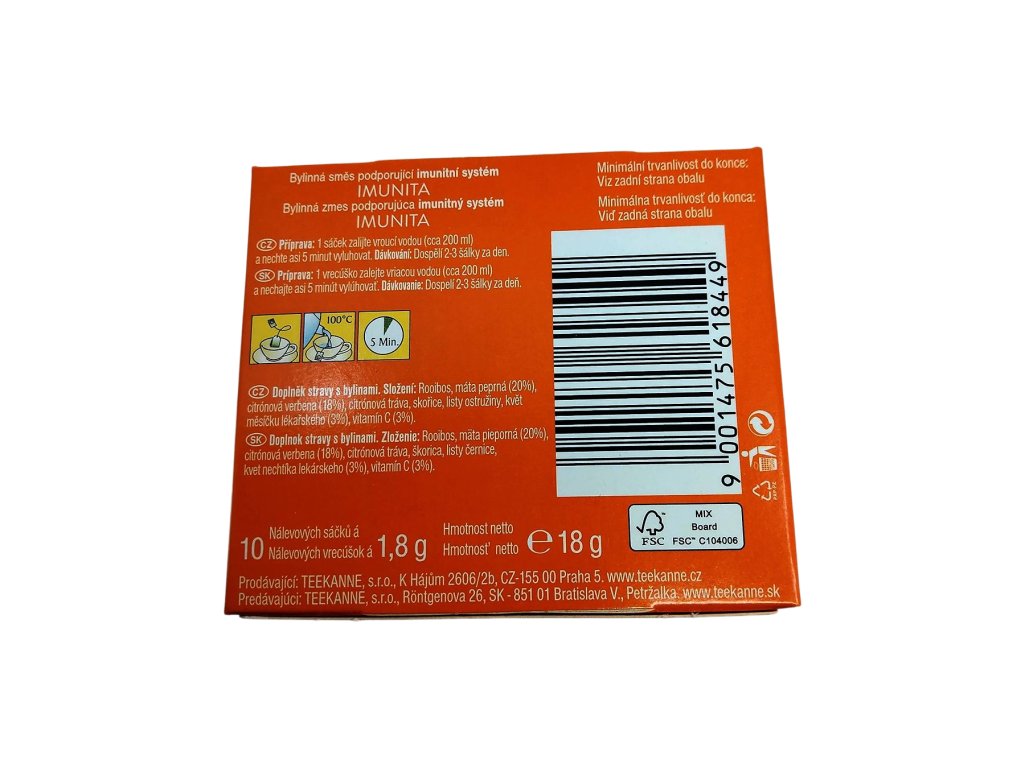 Bylinná směs podporující imunitní systém
IMUNITA
Bylinná zmes podporujúca imunitný systém
IMUNITA
CZ Příprava: 1 sáček zalijte vroucí vodou (cca 200 ml)
a nechte asi 5 minut vyluhovat. Dávkování: Dospělí 2-3 šálky za den.
SK Príprava: 1 vrecúško zalejte vriacou vodou (cca 200 ml)
a nechajte asi 5 minút vylúhovať. Dávkovanie: Dospelí 2-3 šálky za deň.
100°C
5 Min.
CZ Doplněk stravy s bylinami. Složení: Rooibos, máta peprná (20%),
citrónová verbena (18%), citrónová tráva, skořice, listy ostružiny, květ
měsíčku lékařského (3%), vitamín C (3%).
SK Doplnok stravy s bylinami. Zloženie: Rooibos, mäta pieporná (20%),
citrónová verbena (18%), citrónová tráva, škorica, listy černice,
kvet nechtíka lekárskeho (3%), vitamín C (3%).
10 Nálevových sáčků á
Nálevových vrecúšok á 1,8 g
Hmotnost netto
Hmotnosť netto e 18 g
Minimální trvanlivost do konce:
Viz zadní strana obalu
Minimálna trvanlivosť do konca:
Viď zadná strana obalu
9 001475 618449
PAP
FSC
MIX
Board
FSC™ C104006
Prodávající: TEEKANNE, s.r.o., K Hájům 2606/2b, CZ-155 00 Praha 5. www.teekanne.cz
Predávajúci: TEEKANNE, s.r.o., Röntgenova 26, SK - 851 01 Bratislava V., Petržalka. www.teekanne.sk